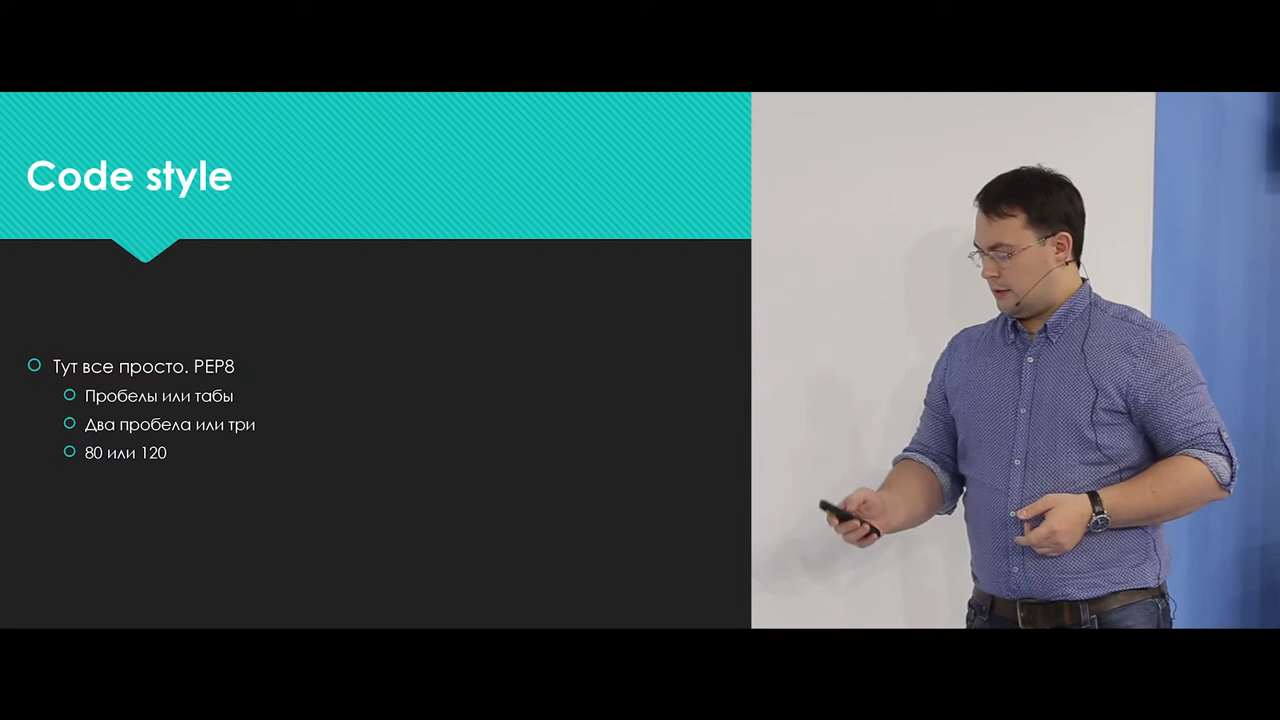 Code style
Тут все просто. PEP8
Пробелы или табы
Два пробела или три
80 или 120